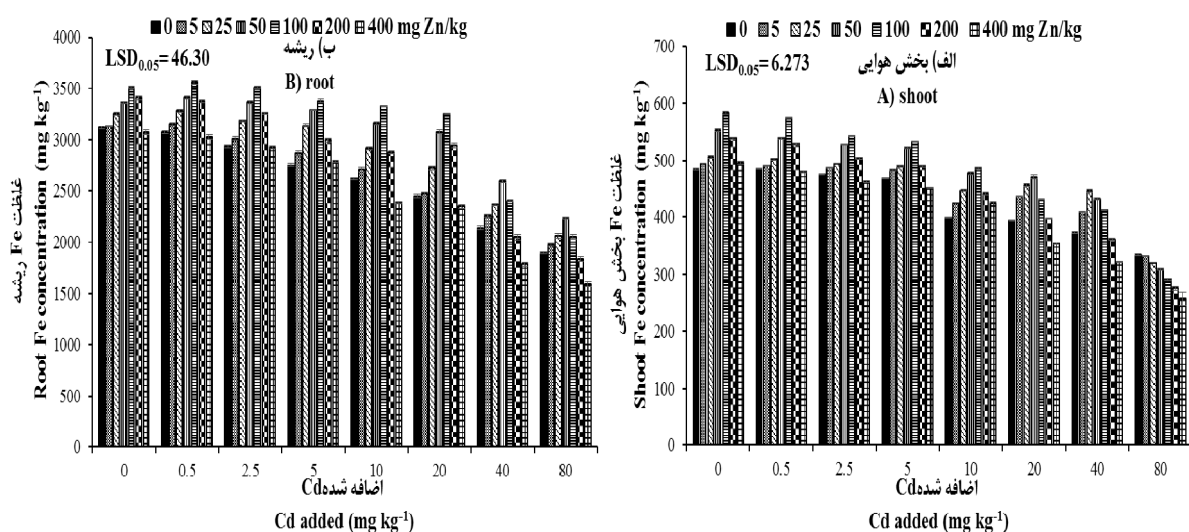 0 5 25 50 100 200 400 mg Zn/kg
LSD0.05= 46.30
ب) ریشه
B) root
غلظت Fe ریشه
Root Fe concentration (mg kg-1)
4000
3500
3000
2500
2000
1500
1000
500
0
0 0.5 2.5 5 10 20 40 80
Cd اضافه شده
Cd added (mg kg-1)
0 5 25 50 100 200 400 mg Zn/kg
LSD0.05= 6.273
الف) بخش هوایی
A) shoot
غلظت Fe بخش هوایی
Shoot Fe concentration (mg kg-1)
700
600
500
400
300
200
100
0
0 0.5 2.5 5 10 20 40 80
Cd اضافه شده
Cd added (mg kg-1)